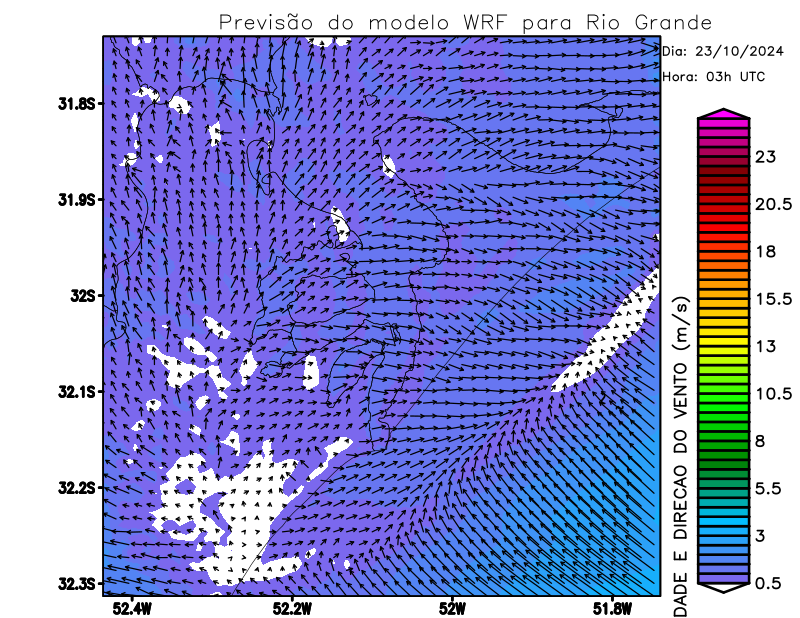 Previsão do modelo WRF para Rio Grande
Dia: 23/10/2024
Hora: 03h UTC
31.8S
31.9S
32S
32.1S
32.2S
32.3S
52.4W
52.2W
52W
51.8W
23
20.5
18
15.5
13
10.5
8
5.5
3
0.5
DADE E DIRECAO DO VENTO (m/s)